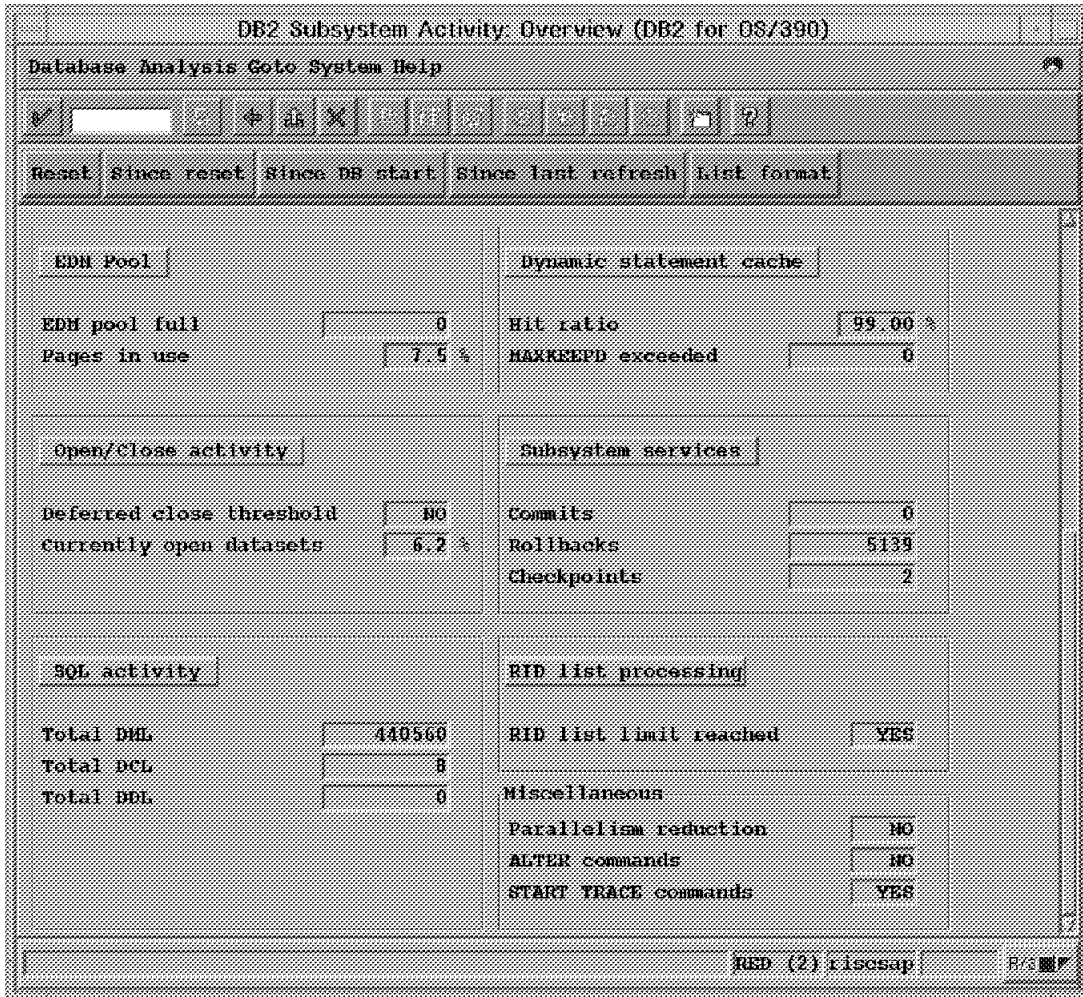 DB2 Subsystem Activity: Overview (DB2 for OS/390)
Database Analysis Goto System Help
Reset Since reset Since DB start Since last refresh List format
EDM Pool
EDM pool full 0
Pages in use 7.5 %
Dynamic statement cache
Hit ratio 99.00 %
MAXKEEPD exceeded 0
Open/Close activity
Deferred close threshold NO
Currently open datasets 6.2 %
Subsystem services
Commits 0
Rollbacks 5139
Checkpoints 2
SQL activity
Total DML 440560
Total DCL 8
Total DDL 0
RID list processing
RID list limit reached YES
Miscellaneous
Parallelism reduction NO
ALTER commands NO
START TRACE commands YES
RED (2) riscsap